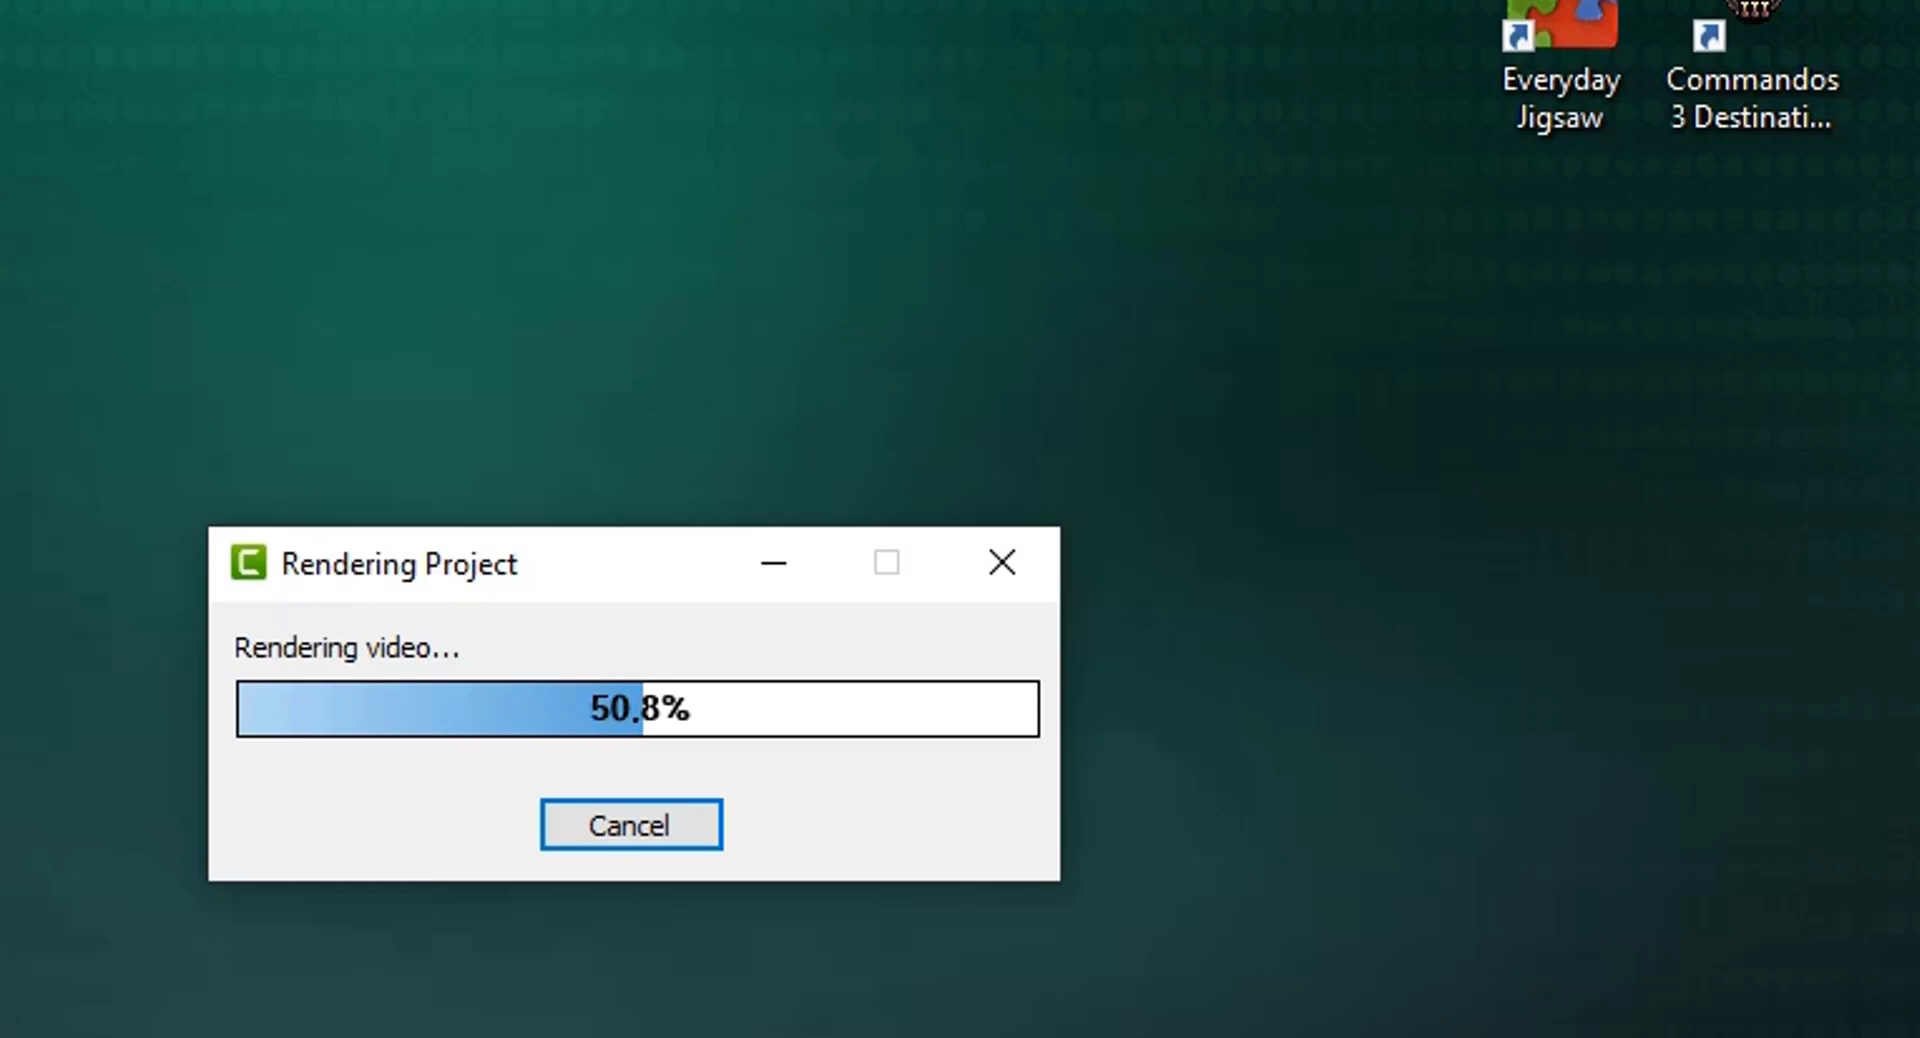 Everyday
Jigsaw
Commandos
3 Destinati...
Rendering Project
Rendering video...
50.8%
Cancel